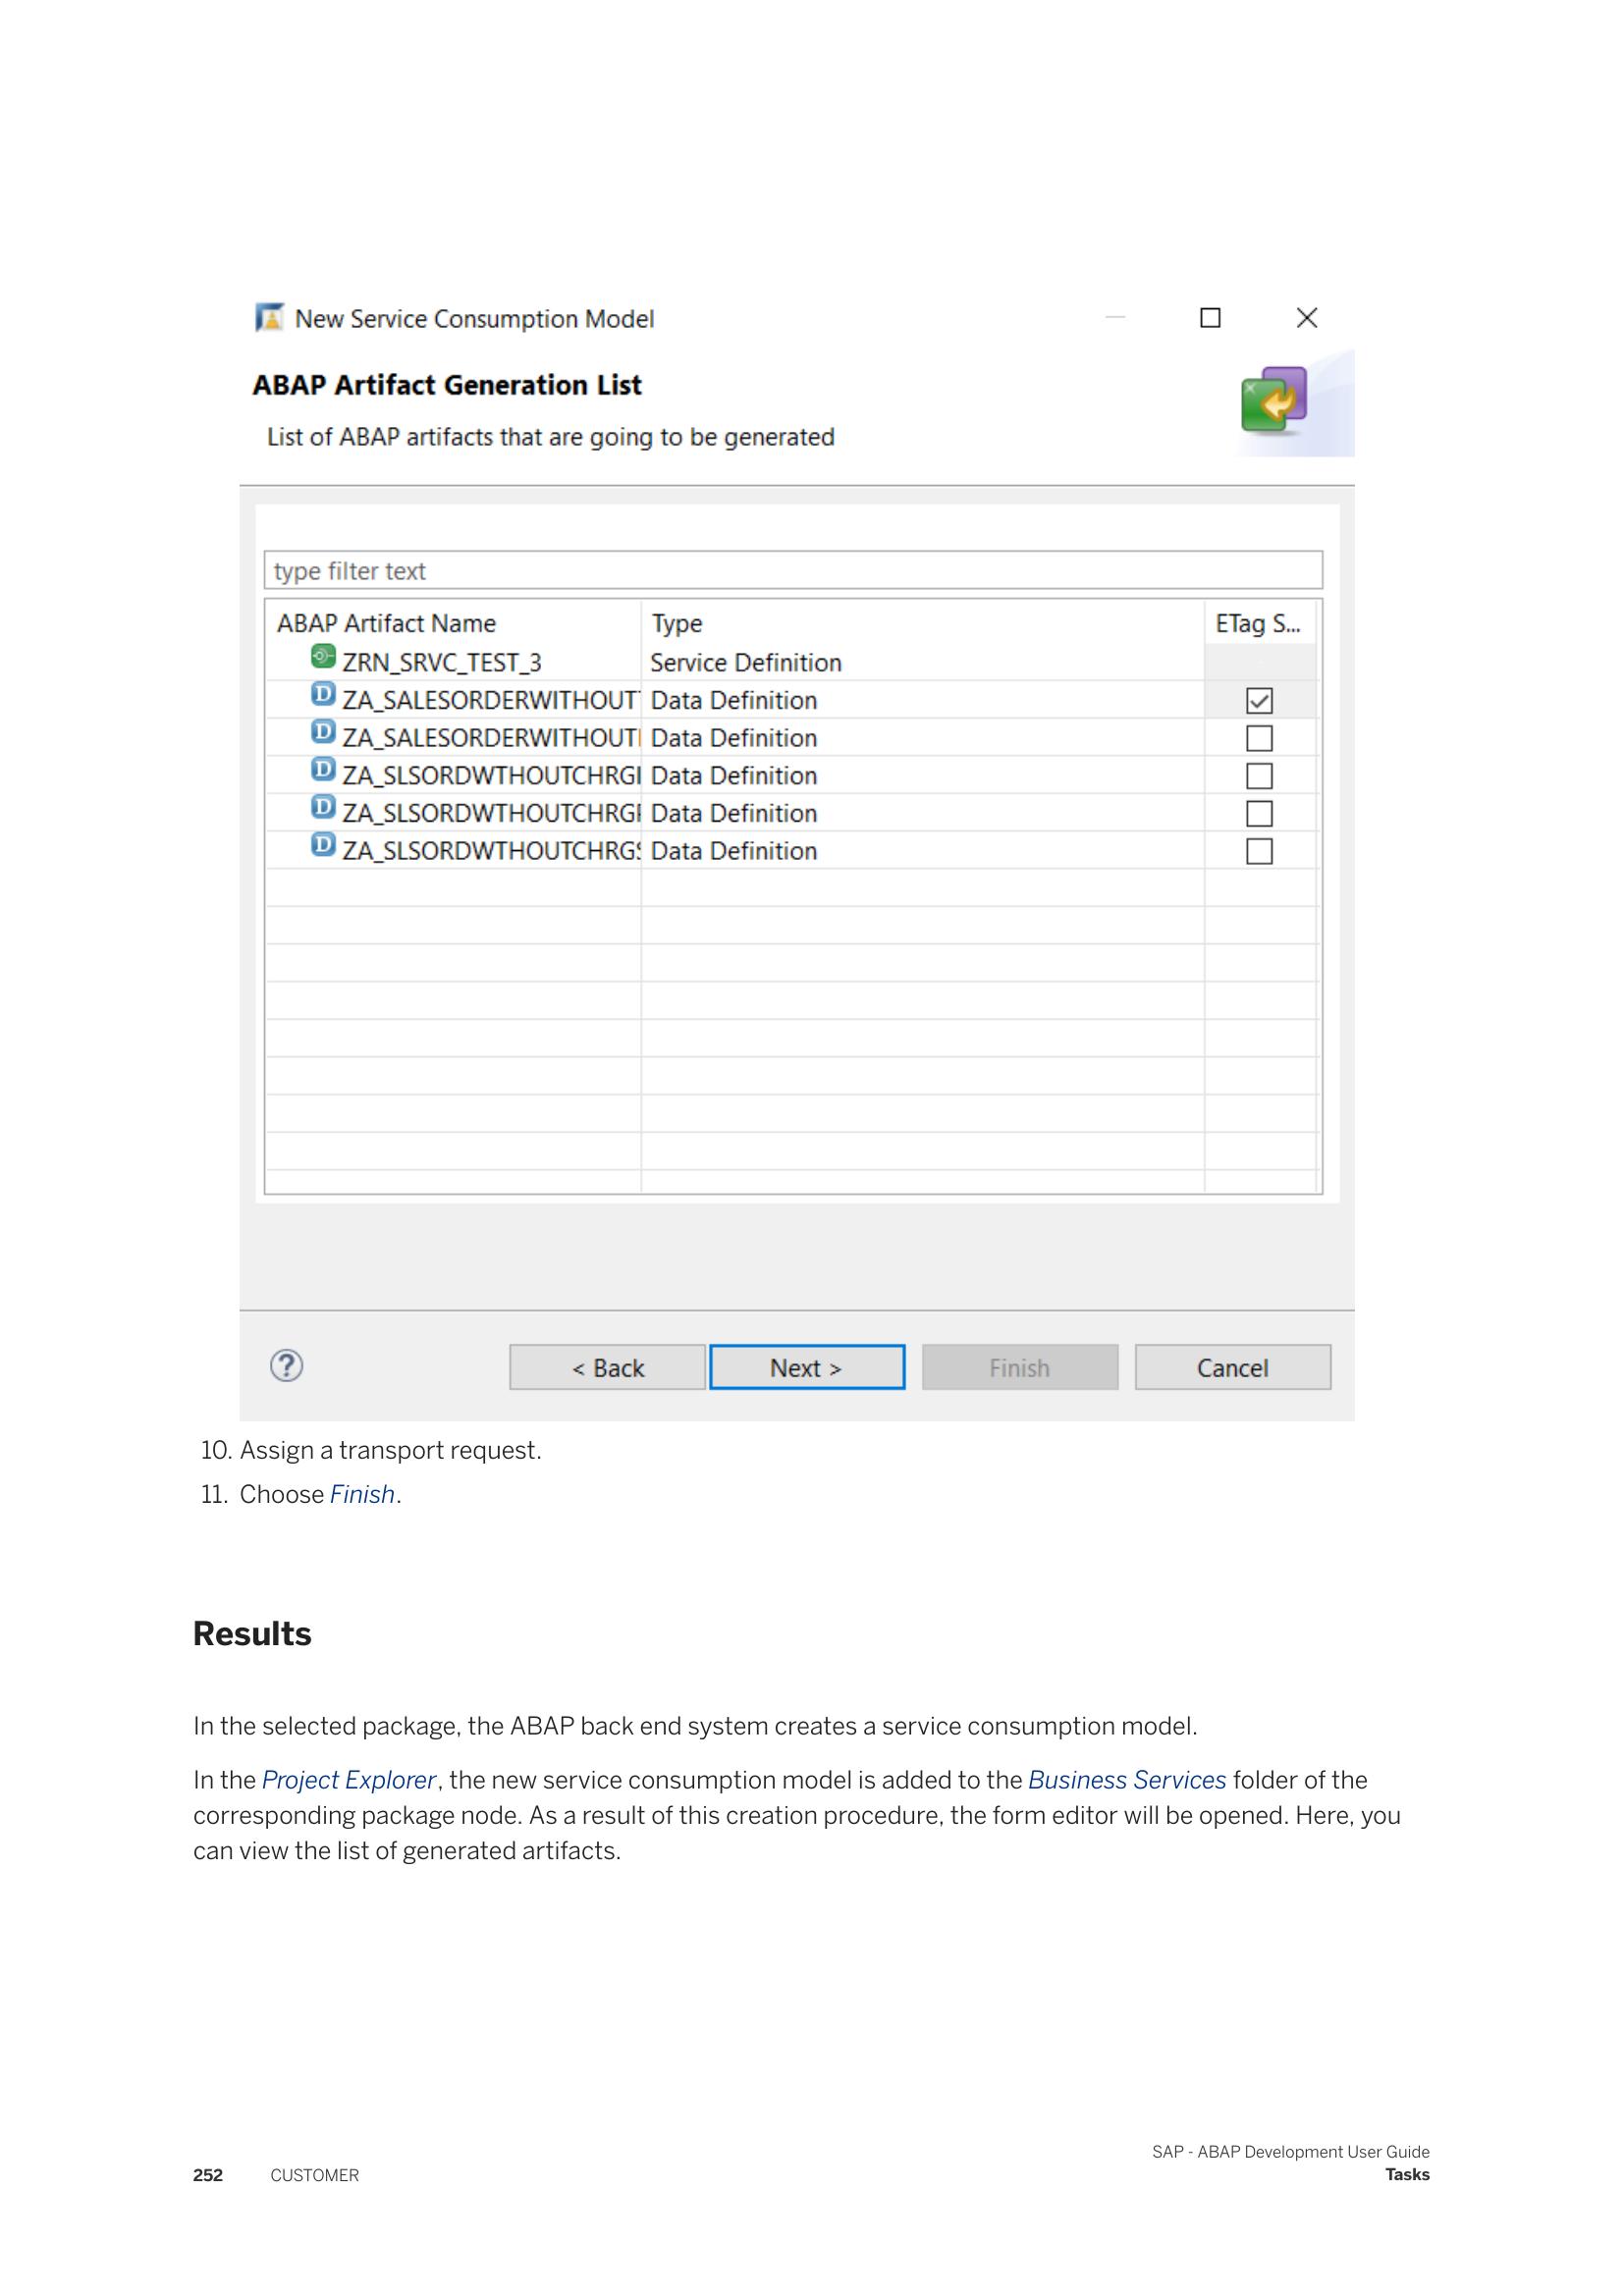 New Service Consumption Model
ABAP Artifact Generation List
List of ABAP artifacts that are going to be generated
type filter text
ABAP Artifact Name Type ETag S...
ZRN_SRVC_TEST_3 Service Definition
D ZA_SALESORDERWITHOUT Data Definition
D ZA_SALESORDERWITHOUT Data Definition
D ZA_SLSORDWTHOUTCHRG Data Definition
D ZA_SLSORDWTHOUTCHRG Data Definition
D ZA_SLSORDWTHOUTCHRG Data Definition
? < Back Next > Finish Cancel
10. Assign a transport request.
11. Choose Finish.
Results
In the selected package, the ABAP back end system creates a service consumption model.
In the Project Explorer, the new service consumption model is added to the Business Services folder of the
corresponding package node. As a result of this creation procedure, the form editor will be opened. Here, you
can view the list of generated artifacts.
SAP - ABAP Development User Guide
252 CUSTOMER Tasks